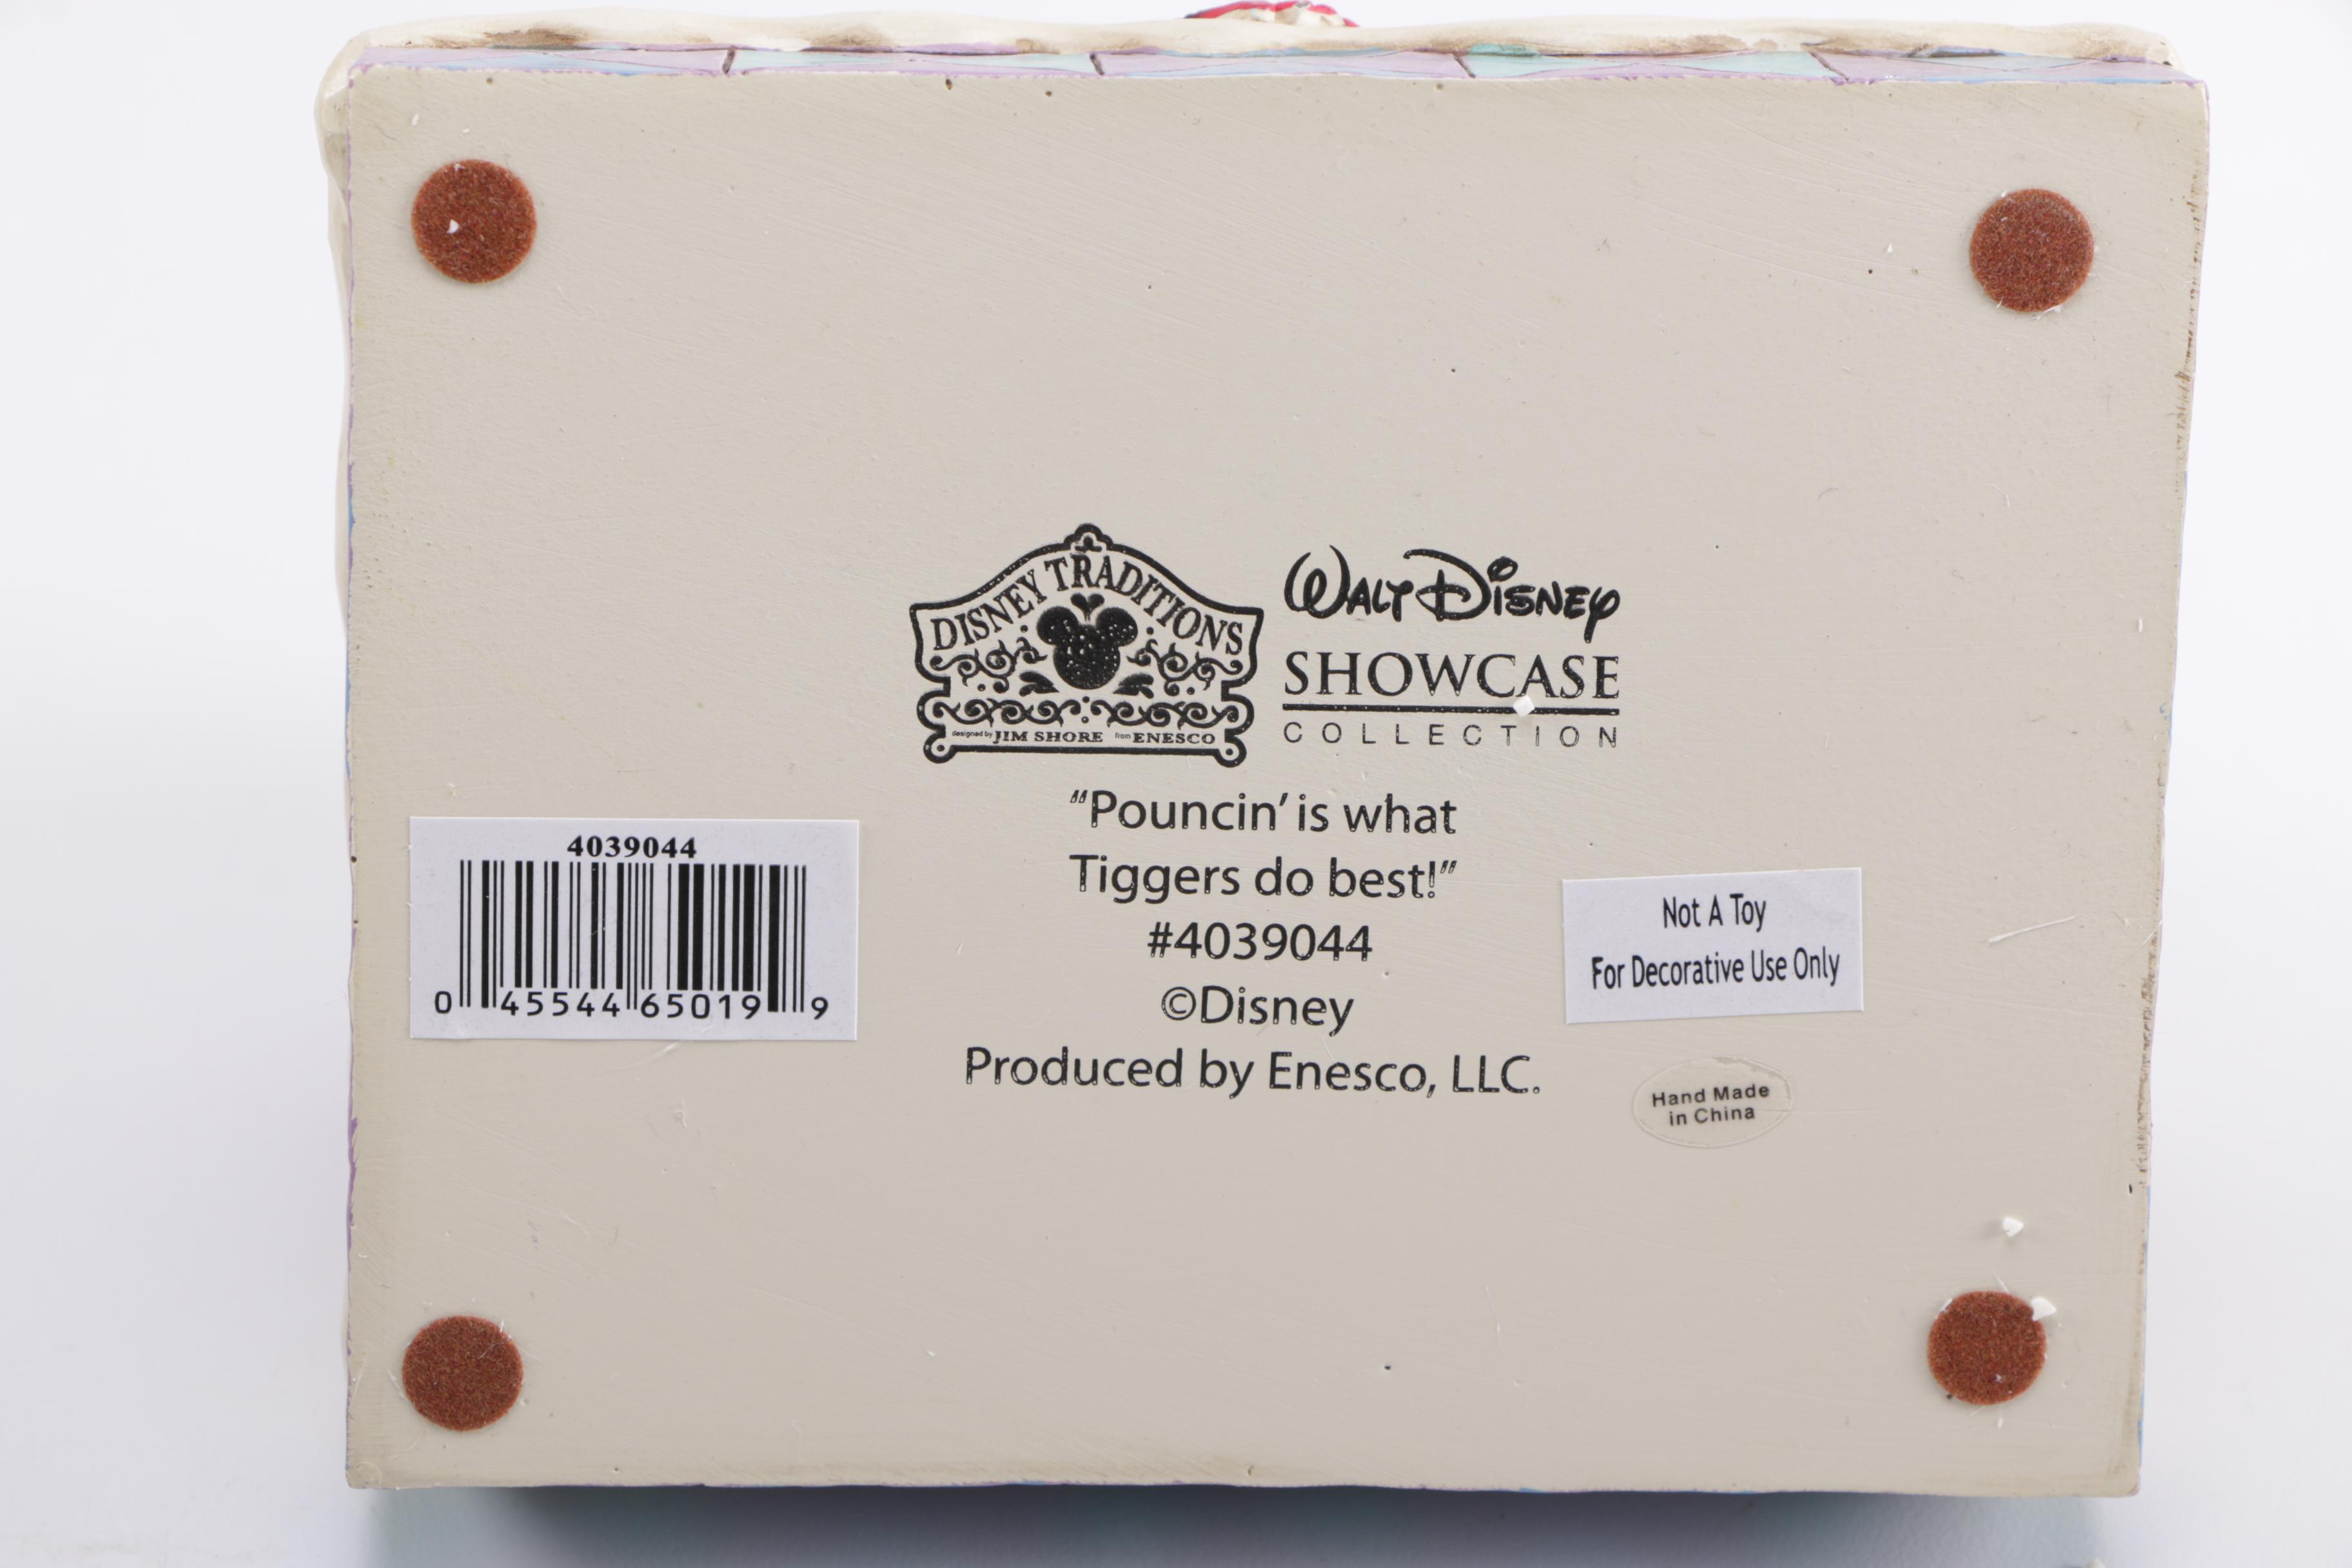 DISNEY TRADITIONS
designed by JIM SHORE from ENESCO
WALT DISNEY
SHOWCASE
COLLECTION
“Pouncin’ is what
Tiggers do best!”
#4039044
©Disney
Produced by Enesco, LLC.
4039044
0 45544 65019 9
Not A Toy
For Decorative Use Only
Hand Made
in China